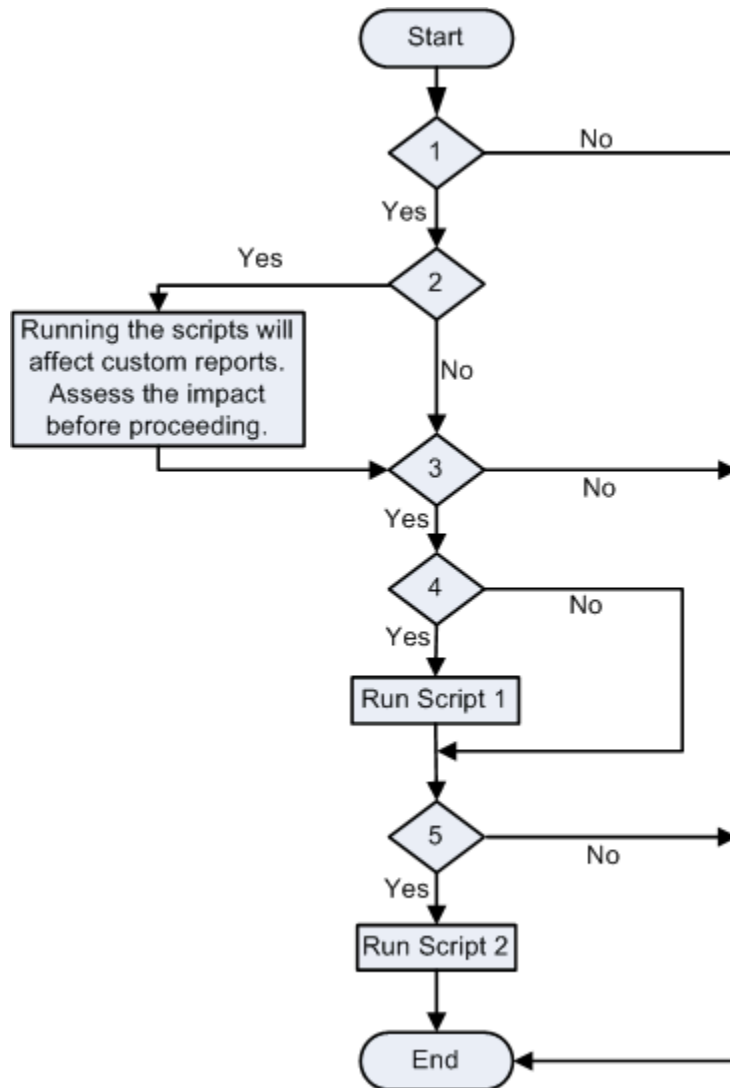 Start
1
No
Yes
2
Yes
Running the scripts will
affect custom reports.
Assess the impact
before proceeding.
No
3
No
Yes
4
No
Yes
Run Script 1
5
No
Yes
Run Script 2
End